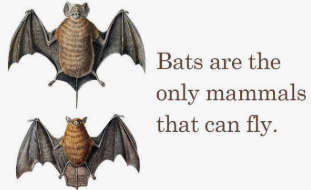 Bats are the
only mammals
that can fly.